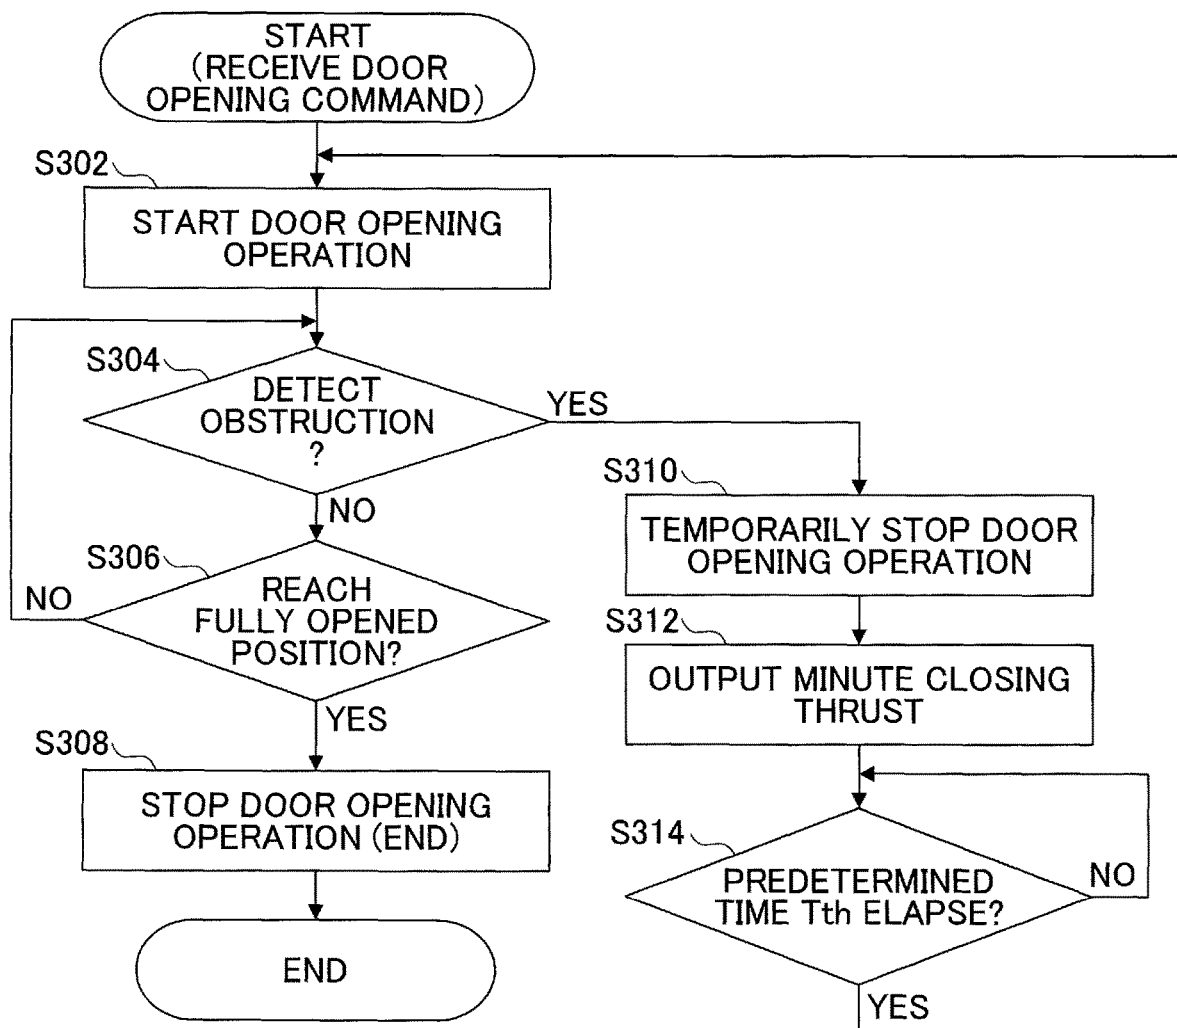 START
(RECEIVE DOOR
OPENING COMMAND)
S302
START DOOR OPENING
OPERATION
S304
DETECT
OBSTRUCTION
?
YES
NO
S306
REACH
FULLY OPENED
POSITION?
NO
YES
S308
STOP DOOR OPENING
OPERATION (END)
END
S310
TEMPORARILY STOP DOOR
OPENING OPERATION
S312
OUTPUT MINUTE CLOSING
THRUST
S314
PREDETERMINED
TIME Tth ELAPSE?
NO
YES